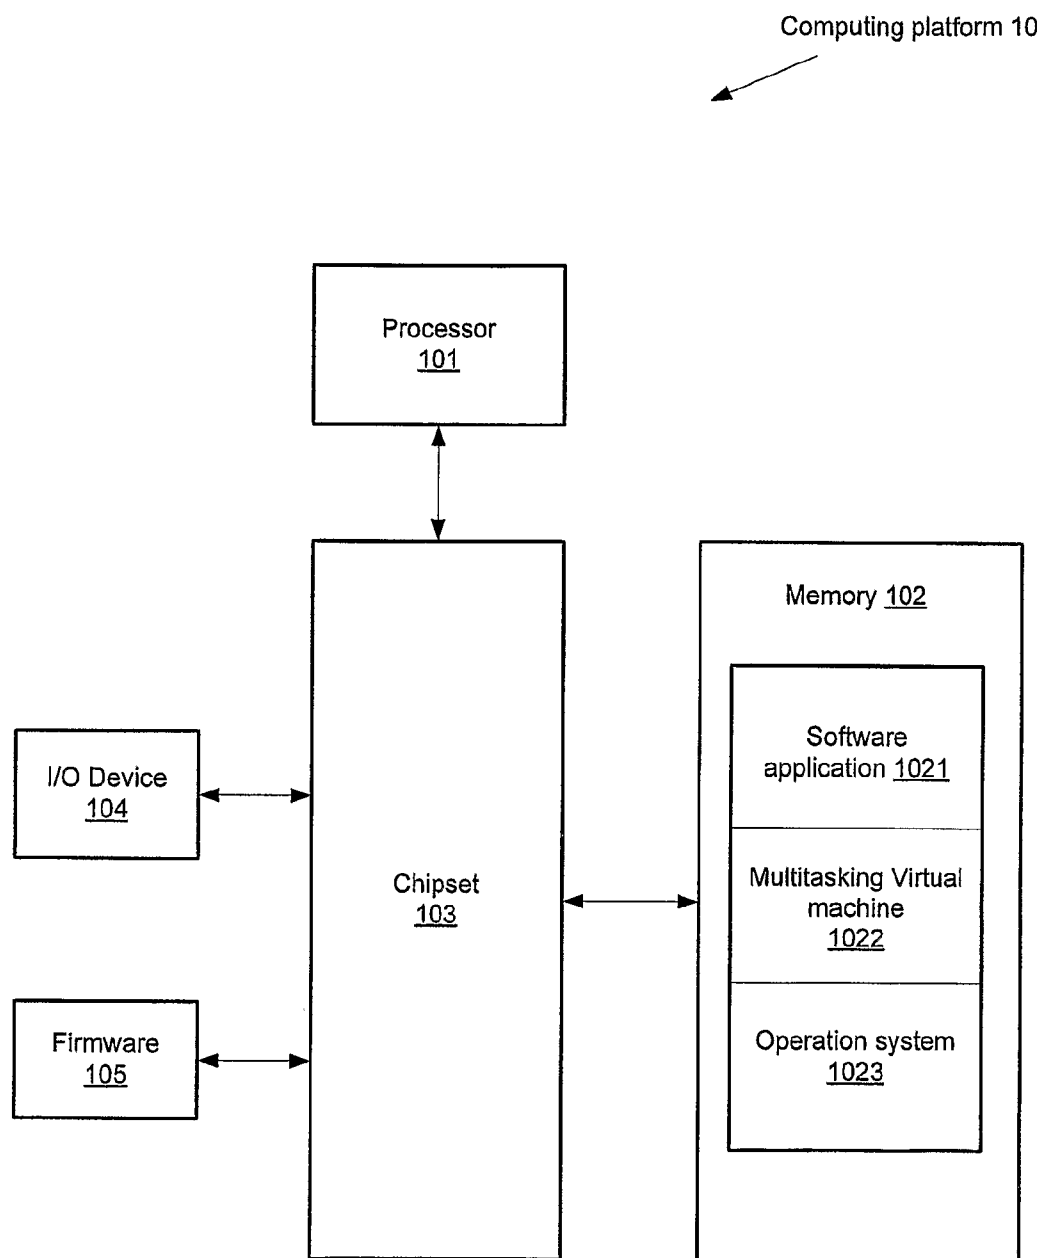 Computing platform 10
Processor
101
Memory 102
Software
application 1021
I/O Device
104
Chipset
103
Multitasking Virtual
machine
1022
Firmware
105
Operation system
1023